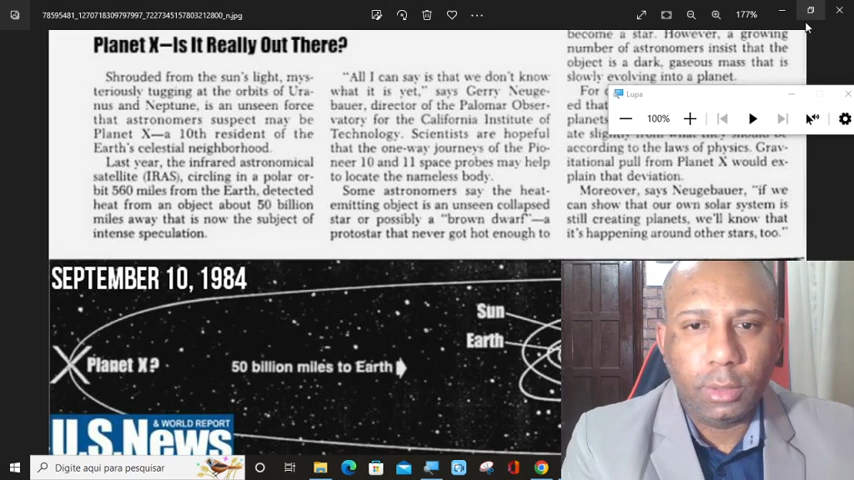 78595481_1270718309797997_7227345157803212800_n.jpg
177%
Planet X—Is It Really Out There?
Shrouded from the sun's light, mys-
teriously tugging at the orbits of Ura-
nus and Neptune, is an unseen force
that astronomers suspect may be
Planet X—a 10th resident of the
Earth's celestial neighborhood.
Last year, the infrared astronomical
satellite (IRAS), circling in a polar or-
bit 560 miles from the Earth, detected
heat from an object about 50 billion
miles away that is now the subject of
intense speculation.
"All I can say is that we don't know
what it is yet," says Gerry Neuge-
bauer, director of the Palomar Obser-
vatory for the California Institute of
Technology. Scientists are hopeful
that the one-way journeys of the Pio-
neer 10 and 11 space probes may help
to locate the nameless body.
Some astronomers say the heat-
emitting object is an unseen collapsed
star or possibly a "brown dwarf"—a
protostar that never got hot enough to
become a star. However, a growing
number of astronomers insist that the
object is a dark, gaseous mass that is
slowly evolving into a planet.
For
ed that
planets
ate slightly from what they should be
according to the laws of physics. Grav-
itational pull from Planet X would ex-
plain that deviation.
Moreover, says Neugebauer, "if we
can show that our own solar system is
still creating planets, we'll know that
it's happening around other stars, too."
Lupa
100%
SEPTEMBER 10, 1984
Sun
Earth
Planet X?
50 billion miles to Earth
U.S.News
& WORLD REPORT
Digite aqui para pesquisar